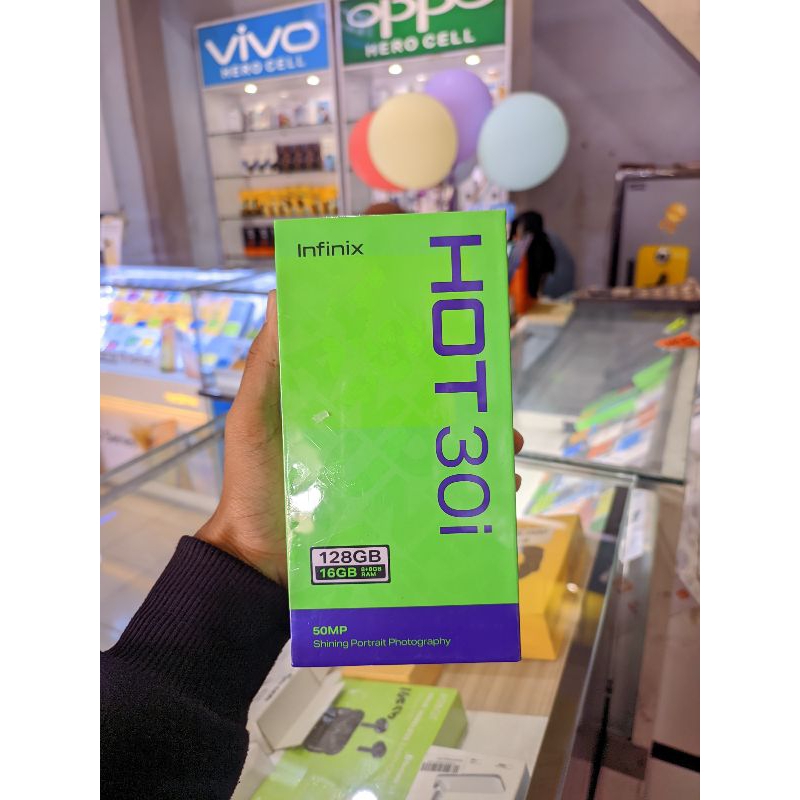 vivo
HERO CELL
oppo
HERO CELL
Infinix
HOT 30i
128GB
16GB 8+8GB RAM
50MP
Shining Portrait Photography